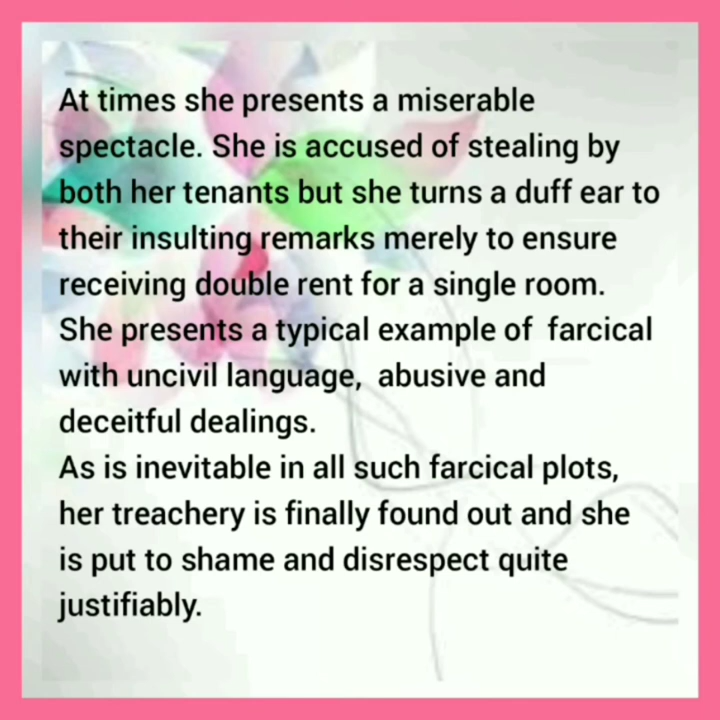 At times she presents a miserable
spectacle. She is accused of stealing by
both her tenants but she turns a duff ear to
their insulting remarks merely to ensure
receiving double rent for a single room.
She presents a typical example of  farcical
with uncivil language,  abusive and
deceitful dealings.
As is inevitable in all such farcical plots,
her treachery is finally found out and she
is put to shame and disrespect quite
justifiably.